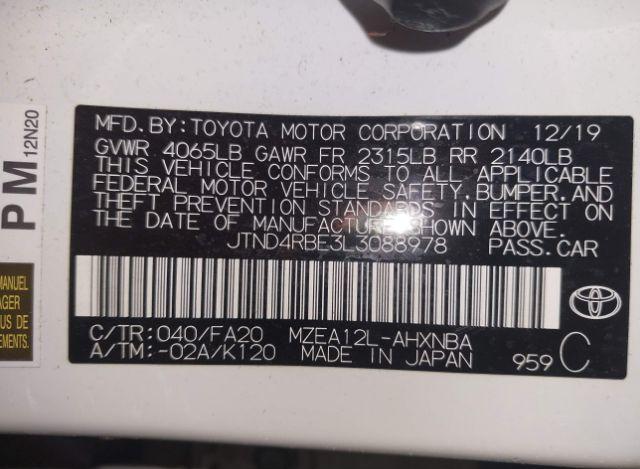 PM 12N20
MANUEL
AGER
US DE
EMENTS.
MFD.BY:TOYOTA MOTOR CORPORATION 12/19
GVWR 4065LB GAWR FR 2315LB RR 2140LB
THIS VEHICLE CONFORMS TO ALL APPLICABLE
FEDERAL MOTOR VEHICLE SAFETY,BUMPER,AND
THEFT PREVENTION STANDARDS IN EFFECT ON
THE DATE OF MANUFACTURE SHOWN ABOVE.
JTND4RBE3L3088978 PASS.CAR
C/TR:040/FA20 MZEA12L-AHXNBA
A/TM:-02A/K120 MADE IN JAPAN 959 C